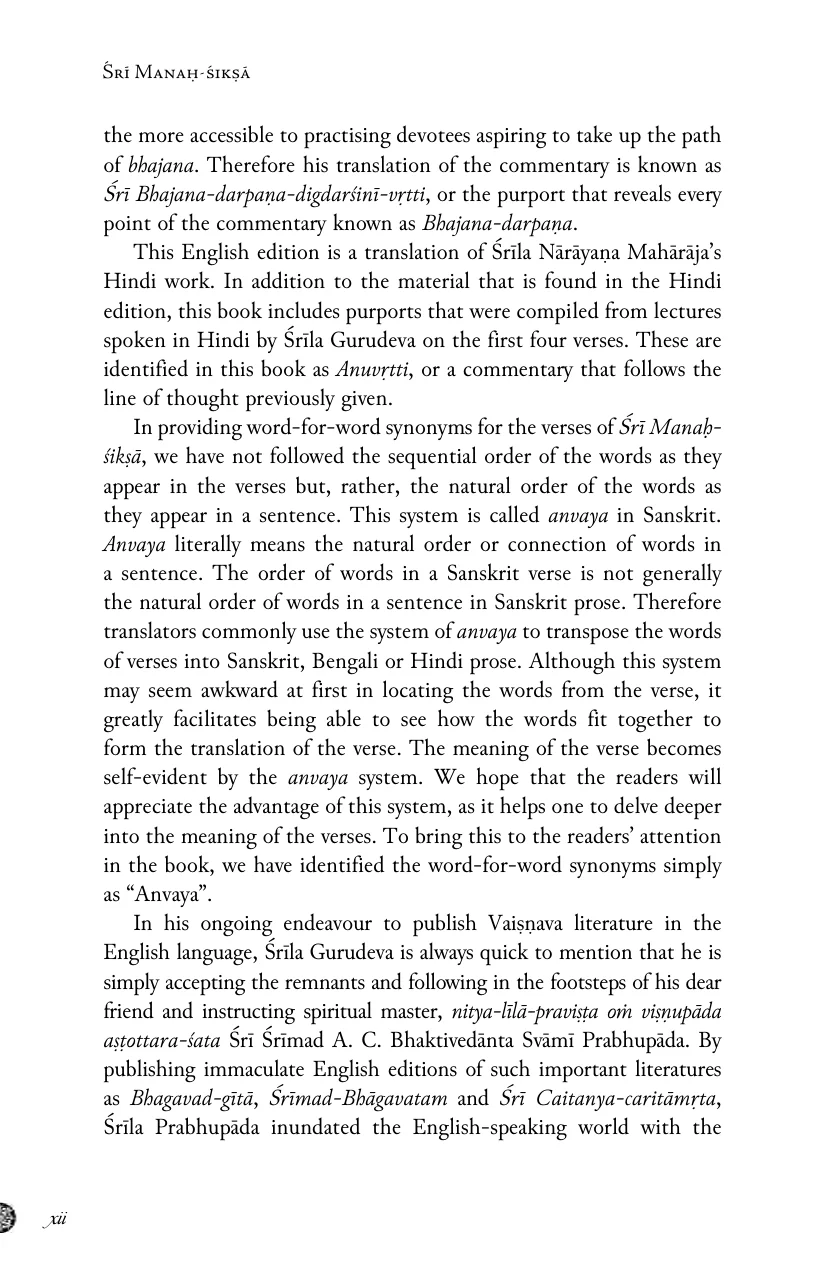 Śrī Manaḥ-śikṣā
the more accessible to practising devotees aspiring to take up the path
of bhajana. Therefore his translation of the commentary is known as
Śrī Bhajana-darpaṇa-digdarśinī-vṛtti, or the purport that reveals every
point of the commentary known as Bhajana-darpaṇa.
This English edition is a translation of Śrīla Nārāyaṇa Mahārāja’s
Hindi work. In addition to the material that is found in the Hindi
edition, this book includes purports that were compiled from lectures
spoken in Hindi by Śrīla Gurudeva on the first four verses. These are
identified in this book as Anuvṛtti, or a commentary that follows the
line of thought previously given.
In providing word-for-word synonyms for the verses of Śrī Manaḥ-
śikṣā, we have not followed the sequential order of the words as they
appear in the verses but, rather, the natural order of the words as
they appear in a sentence. This system is called anvaya in Sanskrit.
Anvaya literally means the natural order or connection of words in
a sentence. The order of words in a Sanskrit verse is not generally
the natural order of words in a sentence in Sanskrit prose. Therefore
translators commonly use the system of anvaya to transpose the words
of verses into Sanskrit, Bengali or Hindi prose. Although this system
may seem awkward at first in locating the words from the verse, it
greatly facilitates being able to see how the words fit together to
form the translation of the verse. The meaning of the verse becomes
self-evident by the anvaya system. We hope that the readers will
appreciate the advantage of this system, as it helps one to delve deeper
into the meaning of the verses. To bring this to the readers’ attention
in the book, we have identified the word-for-word synonyms simply
as “Anvaya”.
In his ongoing endeavour to publish Vaiṣṇava literature in the
English language, Śrīla Gurudeva is always quick to mention that he is
simply accepting the remnants and following in the footsteps of his dear
friend and instructing spiritual master, nitya-līlā-praviṣṭa oṁ viṣṇupāda
aṣṭottara-śata Śrī Śrīmad A. C. Bhaktivedānta Svāmī Prabhupāda. By
publishing immaculate English editions of such important literatures
as Bhagavad-gītā, Śrīmad-Bhāgavatam and Śrī Caitanya-caritāmṛta,
Śrīla Prabhupāda inundated the English-speaking world with the
xii